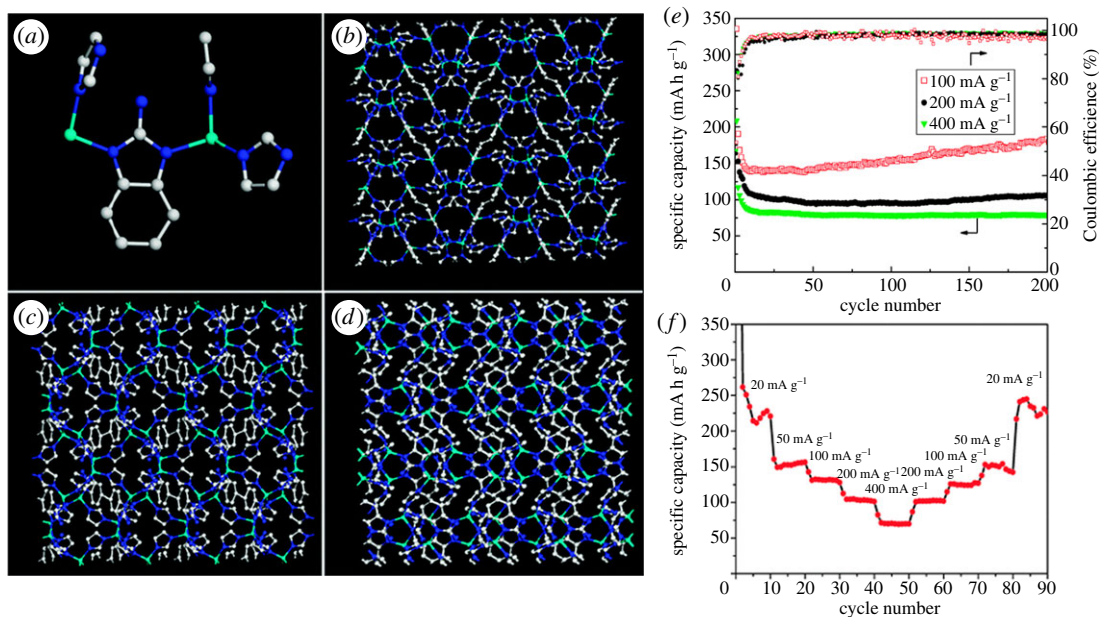 (a)
(b)
(c)
(d)
(e)
350
300
250
200
150
100
75
50
specific capacity (mA h g⁻¹)
100
80
60
40
20
0
Coulombic efficience (%)
100 mA g⁻¹
200 mA g⁻¹
400 mA g⁻¹
0 50 100 150 200
cycle number
(f)
350
300
250
200
150
100
50
specific capacity (mA h g⁻¹)
20 mA g⁻¹
20 mA g⁻¹
50 mA g⁻¹
50 mA g⁻¹
100 mA g⁻¹
100 mA g⁻¹
200 mA g⁻¹
200 mA g⁻¹
400 mA g⁻¹
0 10 20 30 40 50 60 70 80 90
cycle number